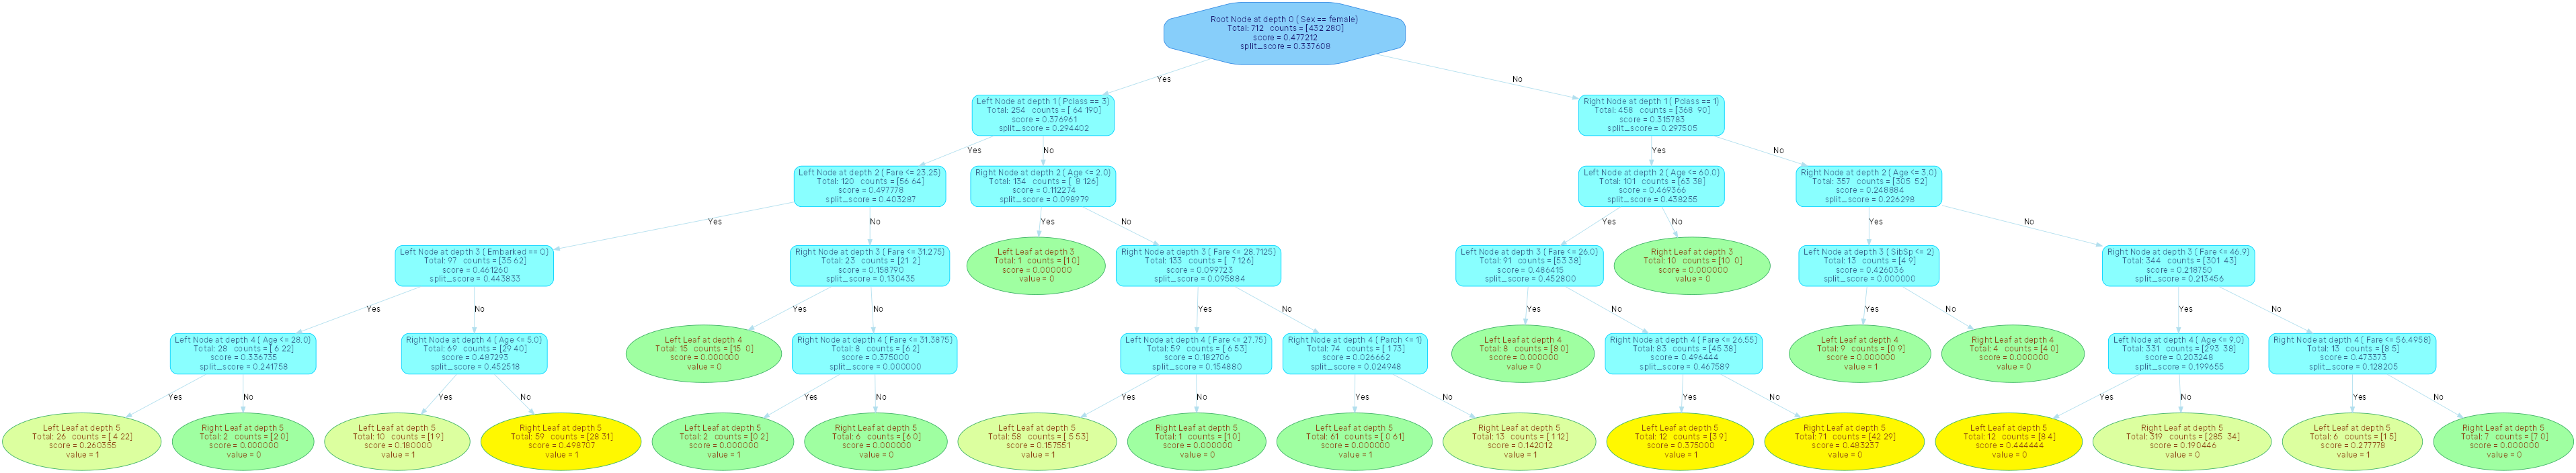 Root Node at depth 0 ( Sex == female)
Total: 712 counts = [432 280]
score = 0.477212
split_score = 0.337608
Yes
No
Left Node at depth 1 ( Pclass == 3)
Total: 254 counts = [ 64 190]
score = 0.376961
split_score = 0.294402
Right Node at depth 1 ( Pclass == 1)
Total: 458 counts = [368 90]
score = 0.315783
split_score = 0.297505
Yes
No
Yes
No
Left Node at depth 2 ( Fare <= 23.25)
Total: 120 counts = [56 64]
score = 0.497778
split_score = 0.403287
Right Node at depth 2 ( Age <= 2.0)
Total: 134 counts = [ 8 126]
score = 0.112274
split_score = 0.098979
Left Node at depth 2 ( Age <= 60.0)
Total: 101 counts = [63 38]
score = 0.469366
split_score = 0.438255
Right Node at depth 2 ( Age <= 3.0)
Total: 357 counts = [305 52]
score = 0.248884
split_score = 0.226298
Yes
No
Yes
No
Yes
No
Yes
No
Left Node at depth 3 ( Embarked == 0)
Total: 97 counts = [35 62]
score = 0.461260
split_score = 0.443833
Right Node at depth 3 ( Fare <= 31.275)
Total: 23 counts = [21 2]
score = 0.158790
split_score = 0.130435
Left Leaf at depth 3
Total: 1 counts = [1 0]
score = 0.000000
value = 0
Right Node at depth 3 ( Fare <= 28.7125)
Total: 133 counts = [ 7 126]
score = 0.099723
split_score = 0.095884
Left Node at depth 3 ( Fare <= 26.0)
Total: 91 counts = [53 38]
score = 0.486415
split_score = 0.452800
Right Leaf at depth 3
Total: 10 counts = [10 0]
score = 0.000000
value = 0
Left Node at depth 3 ( SibSp <= 2)
Total: 13 counts = [4 9]
score = 0.426036
split_score = 0.000000
Right Node at depth 3 ( Fare <= 46.9)
Total: 344 counts = [301 43]
score = 0.218750
split_score = 0.213456
Yes
No
Yes
No
Yes
No
Yes
No
Yes
No
Yes
No
Left Node at depth 4 ( Age <= 28.0)
Total: 28 counts = [ 6 22]
score = 0.336735
split_score = 0.241758
Right Node at depth 4 ( Age <= 5.0)
Total: 69 counts = [29 40]
score = 0.487293
split_score = 0.452518
Left Leaf at depth 4
Total: 15 counts = [15 0]
score = 0.000000
value = 0
Right Node at depth 4 ( Fare <= 31.3875)
Total: 8 counts = [6 2]
score = 0.375000
split_score = 0.000000
Left Node at depth 4 ( Fare <= 27.75)
Total: 59 counts = [ 6 53]
score = 0.182706
split_score = 0.154880
Right Node at depth 4 ( Parch <= 1)
Total: 74 counts = [ 1 73]
score = 0.026662
split_score = 0.024948
Left Leaf at depth 4
Total: 8 counts = [8 0]
score = 0.000000
value = 0
Right Node at depth 4 ( Fare <= 26.55)
Total: 83 counts = [45 38]
score = 0.496444
split_score = 0.467589
Left Leaf at depth 4
Total: 9 counts = [0 9]
score = 0.000000
value = 1
Right Leaf at depth 4
Total: 4 counts = [4 0]
score = 0.000000
value = 0
Left Node at depth 4 ( Age <= 9.0)
Total: 331 counts = [293 38]
score = 0.203248
split_score = 0.199655
Right Node at depth 4 ( Fare <= 56.4958)
Total: 13 counts = [8 5]
score = 0.473373
split_score = 0.128205
Yes
No
Yes
No
Yes
No
Yes
No
Yes
No
Yes
No
Yes
No
Yes
No
Left Leaf at depth 5
Total: 26 counts = [ 4 22]
score = 0.260355
value = 1
Right Leaf at depth 5
Total: 2 counts = [2 0]
score = 0.000000
value = 0
Left Leaf at depth 5
Total: 10 counts = [1 9]
score = 0.180000
value = 1
Right Leaf at depth 5
Total: 59 counts = [28 31]
score = 0.498707
value = 1
Left Leaf at depth 5
Total: 2 counts = [0 2]
score = 0.000000
value = 1
Right Leaf at depth 5
Total: 6 counts = [6 0]
score = 0.000000
value = 0
Left Leaf at depth 5
Total: 58 counts = [ 5 53]
score = 0.157551
value = 1
Right Leaf at depth 5
Total: 1 counts = [1 0]
score = 0.000000
value = 0
Left Leaf at depth 5
Total: 61 counts = [ 0 61]
score = 0.000000
value = 1
Right Leaf at depth 5
Total: 13 counts = [ 1 12]
score = 0.142012
value = 1
Left Leaf at depth 5
Total: 12 counts = [3 9]
score = 0.375000
value = 1
Right Leaf at depth 5
Total: 71 counts = [42 29]
score = 0.483237
value = 0
Left Leaf at depth 5
Total: 12 counts = [8 4]
score = 0.444444
value = 0
Right Leaf at depth 5
Total: 319 counts = [285 34]
score = 0.190446
value = 0
Left Leaf at depth 5
Total: 6 counts = [1 5]
score = 0.277778
value = 1
Right Leaf at depth 5
Total: 7 counts = [7 0]
score = 0.000000
value = 0